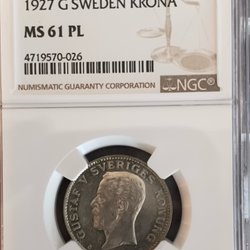 1927 G SWEDEN KRONA
MS 61 PL
4719570-026
NUMISMATIC GUARANTY CORPORATION
NGC
GUSTAF V SVERIGES KONUNG